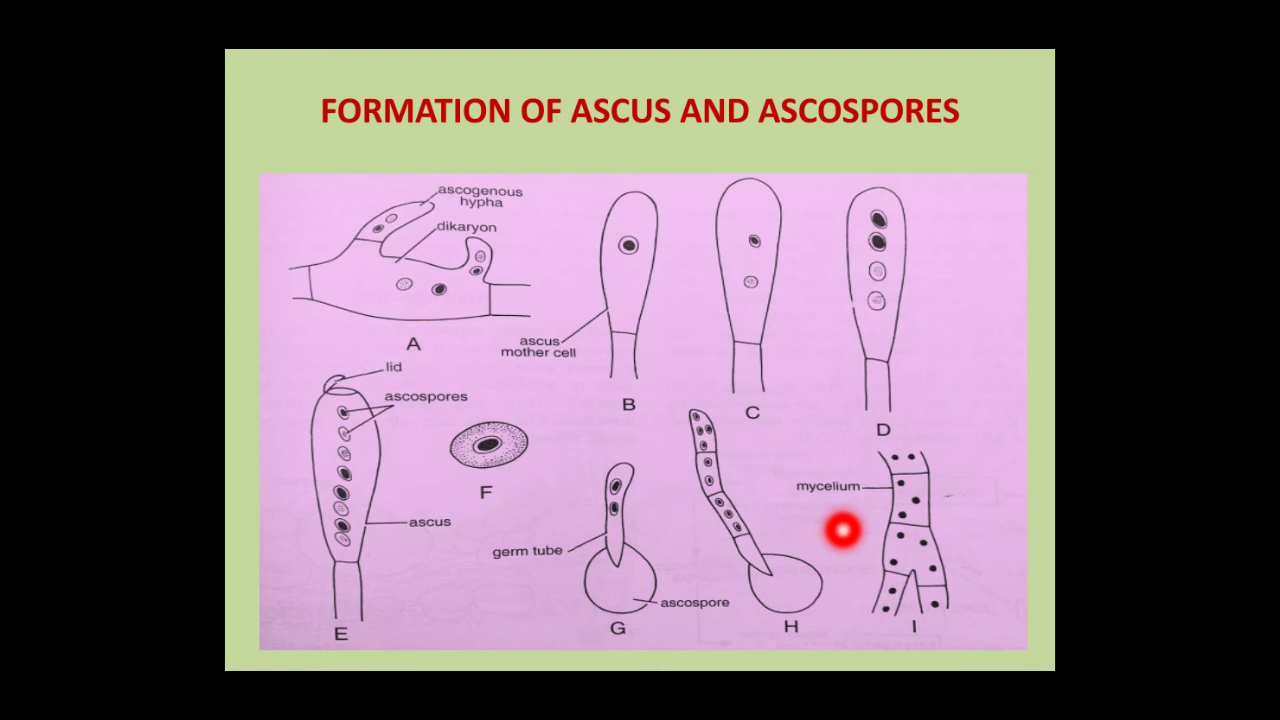 FORMATION OF ASCUS AND ASCOSPORES
ascogenous
hypha
dikaryon
A
ascus
mother cell
B
C
D
lid
ascospores
ascus
E
F
germ tube
ascospore
G
H
mycelium
I